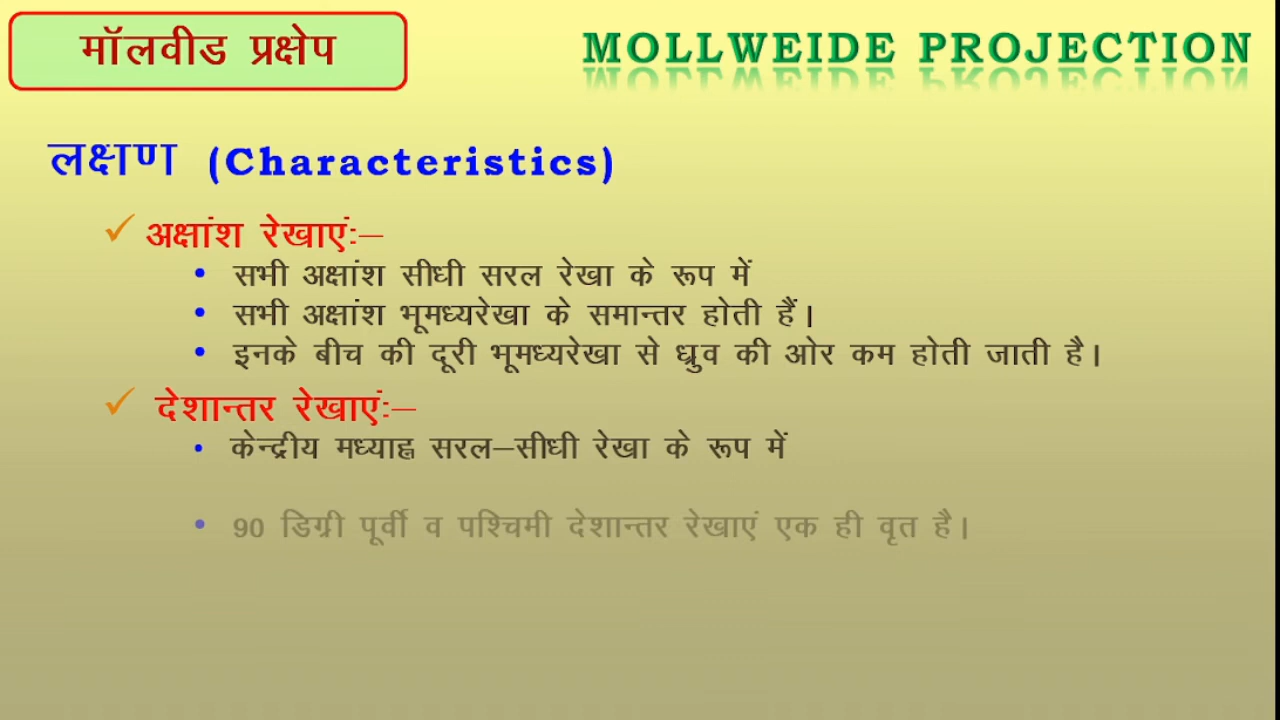 मॉलवीड प्रक्षेप
MOLLWEIDE PROJECTION
लक्षण (Characteristics)
✓ अक्षांश रेखाएं:–
• सभी अक्षांश सीधी सरल रेखा के रूप में
• सभी अक्षांश भूमध्यरेखा के समान्तर होती हैं।
• इनके बीच की दूरी भूमध्यरेखा से ध्रुव की ओर कम होती जाती है।
✓ देशान्तर रेखाएं:–
• केन्द्रीय मध्याह्न सरल–सीधी रेखा के रूप में
• 90 डिग्री पूर्वी व पश्चिमी देशान्तर रेखाएं एक ही वृत है।